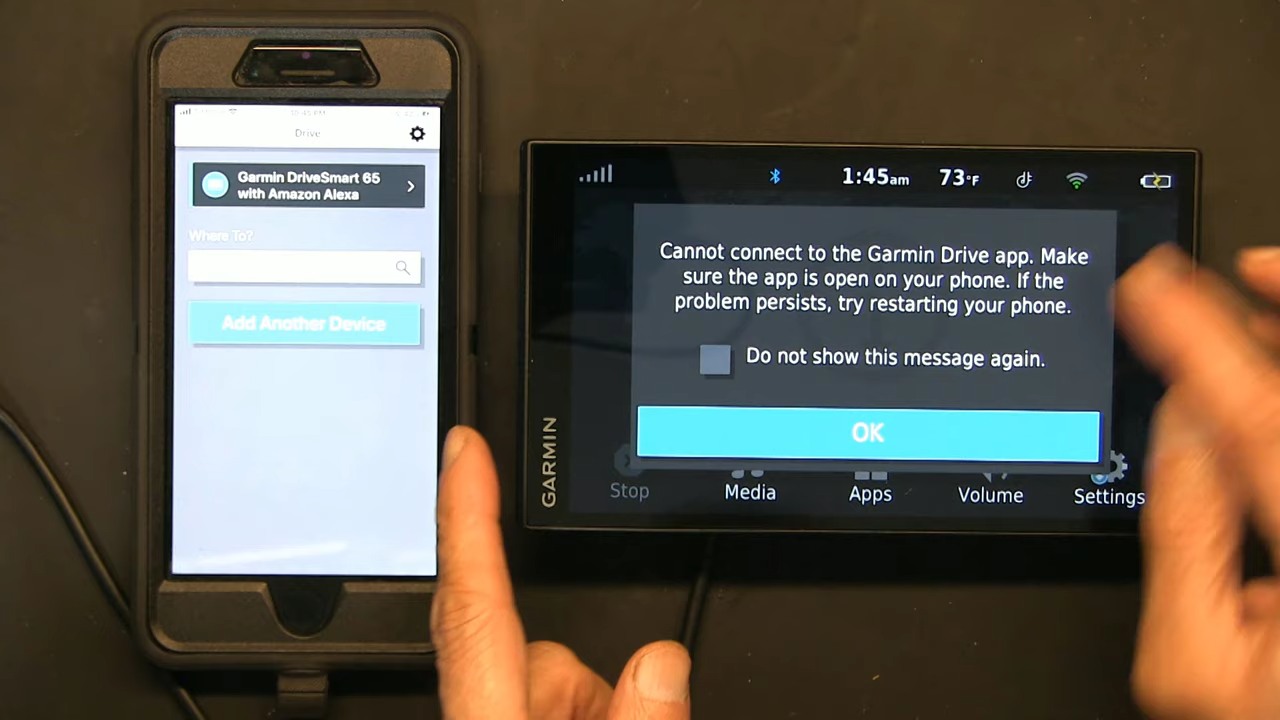 Drive
Garmin DriveSmart 65
with Amazon Alexa
Where To?
Add Another Device
1:45am
73°F
Cannot connect to the Garmin Drive app. Make
sure the app is open on your phone. If the
problem persists, try restarting your phone.
Do not show this message again.
OK
GARMIN
Stop
Media
Apps
Volume
Settings